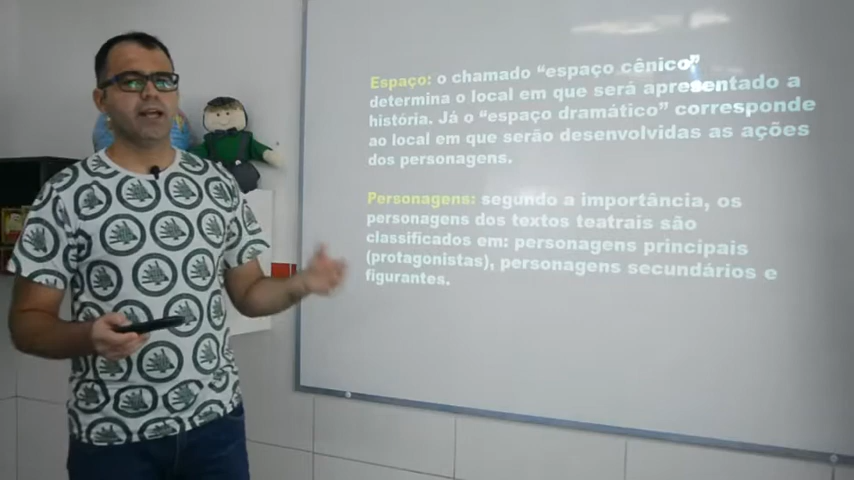 Espaço: o chamado “espaço cênico”
determina o local em que será apresentado a
história. Já o “espaço dramático” corresponde
ao local em que serão desenvolvidas as ações
dos personagens.
Personagens: segundo a importância, os
personagens dos textos teatrais são
classificados em: personagens principais
(protagonistas), personagens secundários e
figurantes.